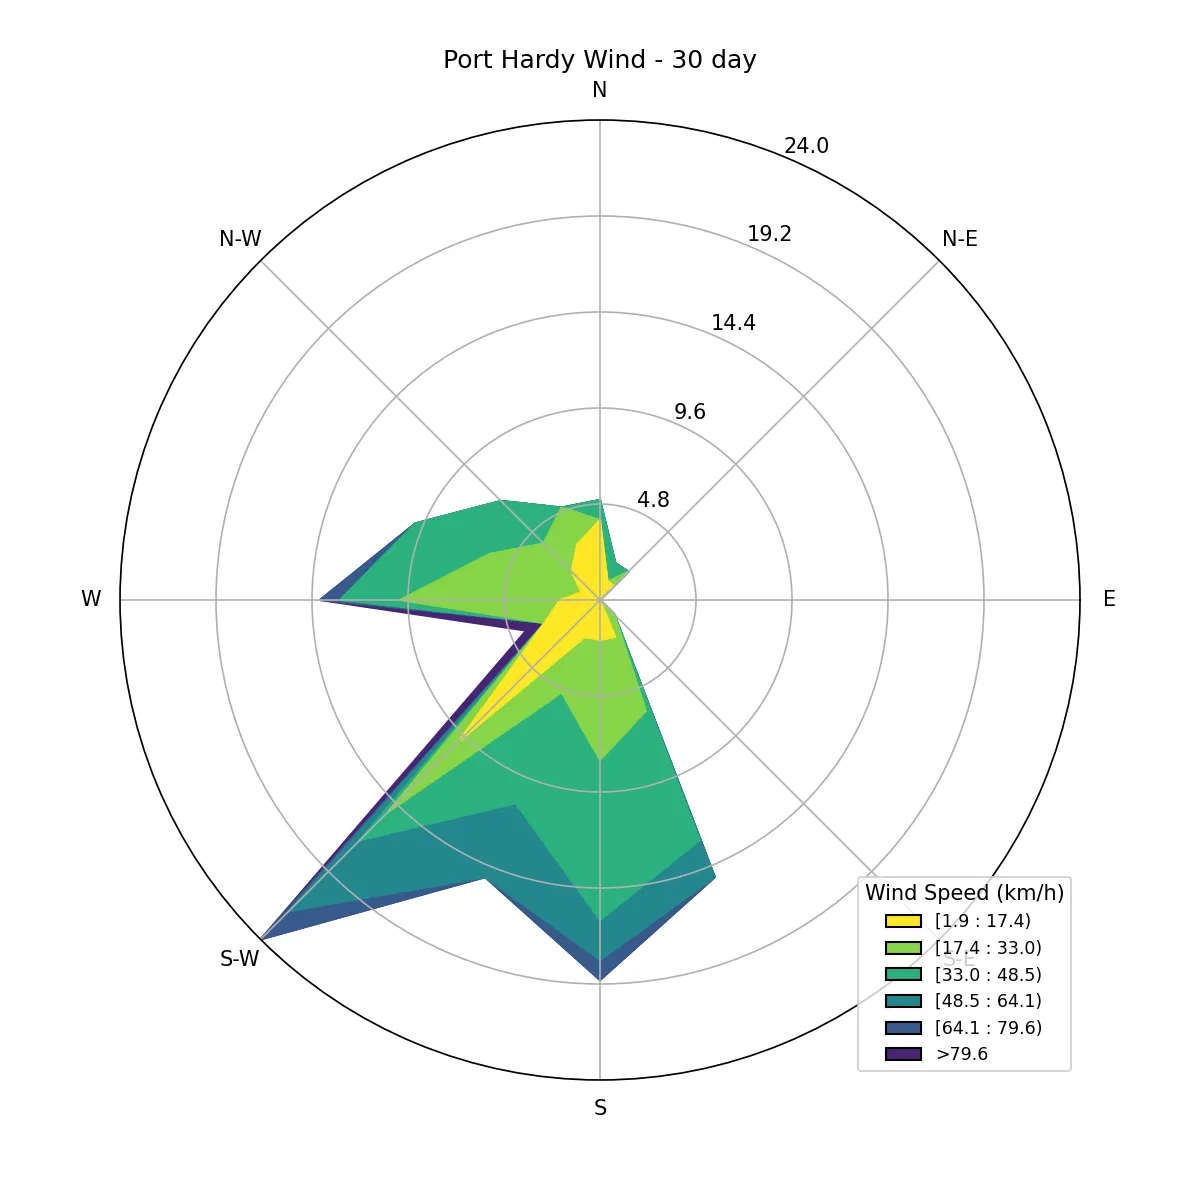 Port Hardy Wind - 30 day
N
24.0
N-W
19.2
N-E
14.4
9.6
4.8
W
E
Wind Speed (km/h)
[1.9 : 17.4)
[17.4 : 33.0)
S-W
S-E
[33.0 : 48.5)
[48.5 : 64.1)
[64.1 : 79.6)
>79.6
S